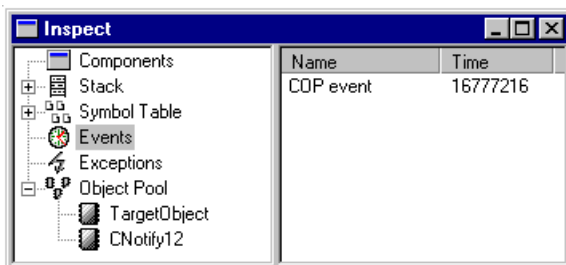 Inspect
Components
Stack
Symbol Table
Events
Exceptions
Object Pool
TargetObject
CNotify12
Name Time
COP event 16777216